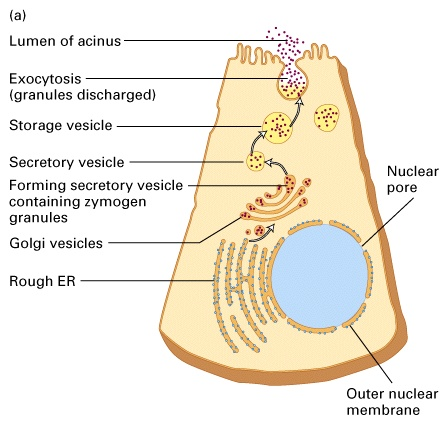 (a)
Lumen of acinus
Exocytosis
(granules discharged)
Storage vesicle
Secretory vesicle
Forming secretory vesicle
containing zymogen
granules
Golgi vesicles
Rough ER
Nuclear
pore
Outer nuclear
membrane